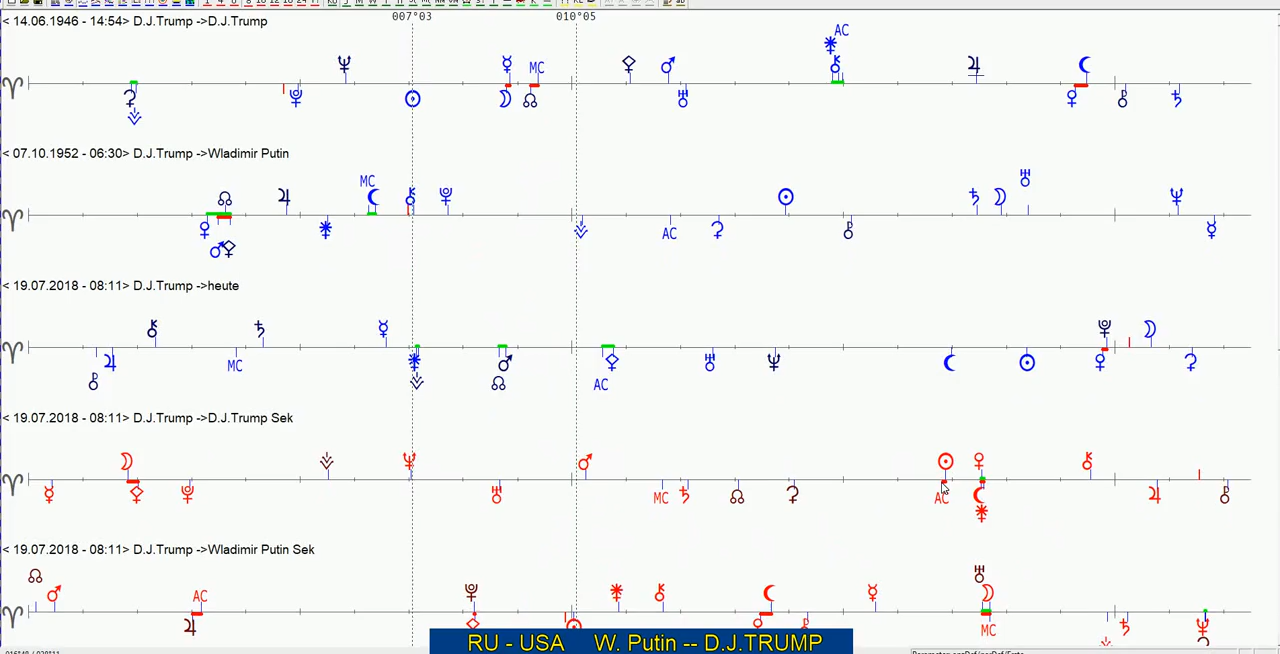 007°03 010°05
< 14.06.1946 - 14:54> D.J.Trump ->D.J.Trump
AC
MC
< 07.10.1952 - 06:30> D.J.Trump ->Wladimir Putin
MC
AC
< 19.07.2018 - 08:11> D.J.Trump ->heute
MC
AC
< 19.07.2018 - 08:11> D.J.Trump ->D.J.Trump Sek
MC
AC
< 19.07.2018 - 08:11> D.J.Trump ->Wladimir Putin Sek
AC
MC
RU - USA W. Putin -- D.J.TRUMP